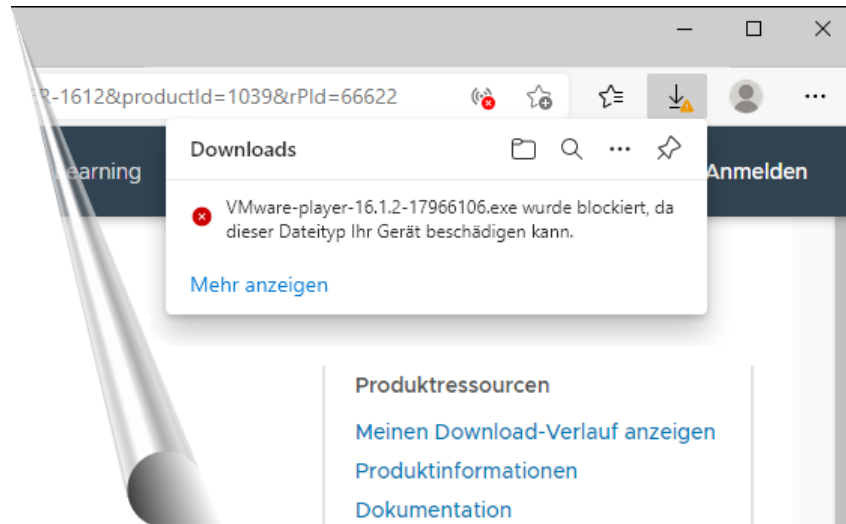 R-1612&productId=1039&rPId=66622
Downloads
Learning
Anmelden
VMware-player-16.1.2-17966106.exe wurde blockiert, da
dieser Dateityp Ihr Gerät beschädigen kann.
Mehr anzeigen
Produktressourcen
Meinen Download-Verlauf anzeigen
Produktinformationen
Dokumentation